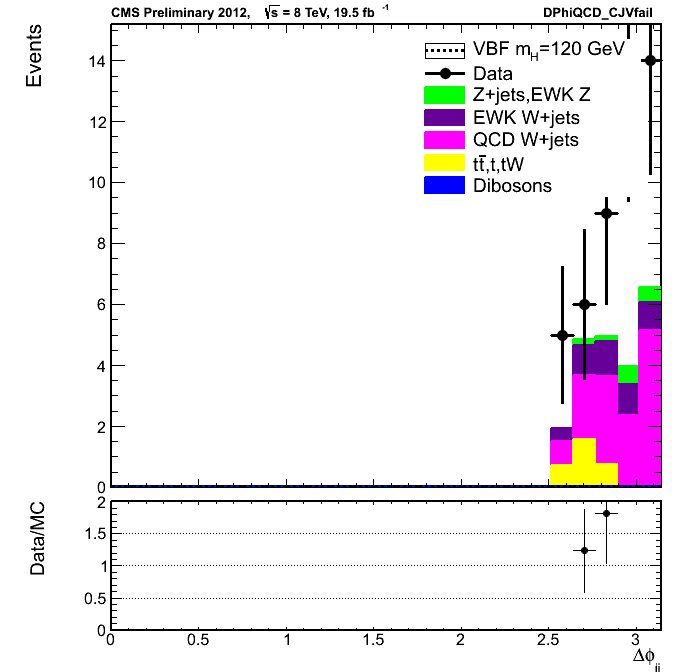 CMS Preliminary 2012, √s = 8 TeV, 19.5 fb⁻¹ DPhiQCD_CJVfail
Events
VBF m_H=120 GeV
Data
Z+jets,EWK Z
EWK W+jets
QCD W+jets
tt̄,t,tW
Dibosons
14
12
10
8
6
4
2
0
Data/MC
2
1.5
1
0.5
0
0 0.5 1 1.5 2 2.5 3
Δϕ_jj